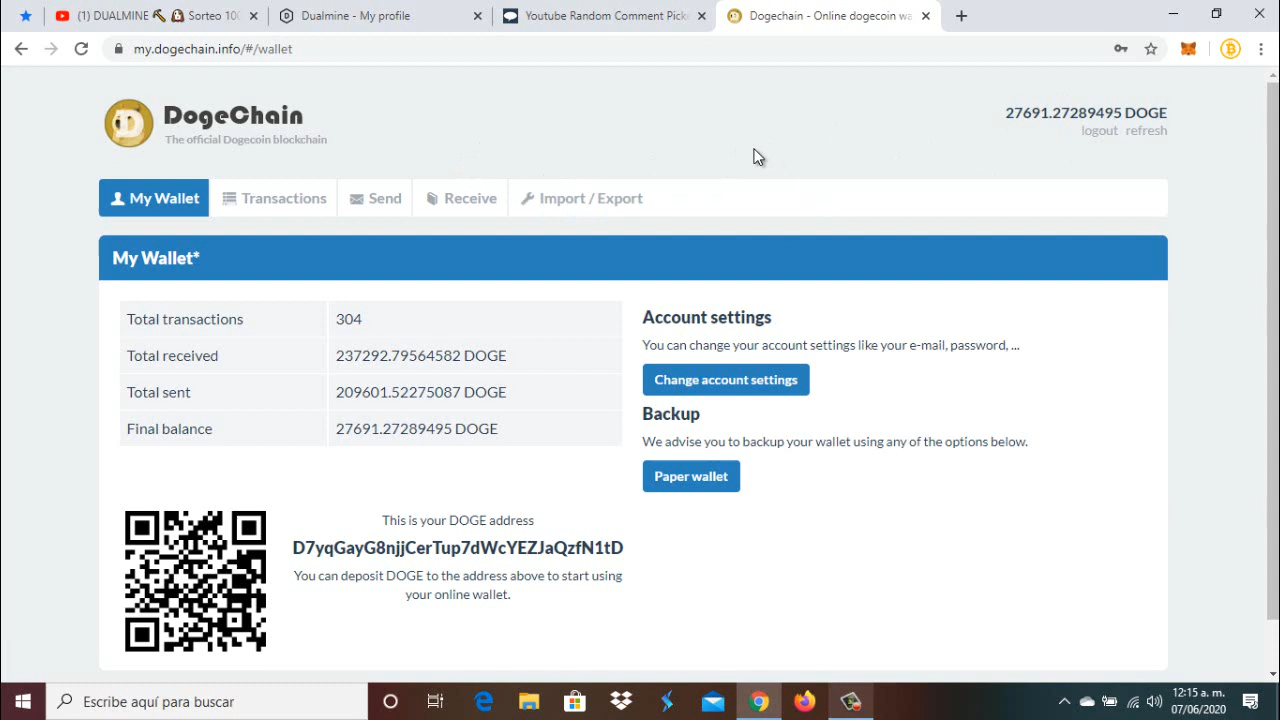 (1) DUALMINE ⛏ Sorteo 100
Dualmine - My profile
Youtube Random Comment Picke
Dogechain - Online dogecoin wa
my.dogechain.info/#/wallet
DogeChain
The official Dogecoin blockchain
27691.27289495 DOGE
logout refresh
My Wallet
Transactions
Send
Receive
Import / Export
My Wallet*
Total transactions 304
Total received 237292.79564582 DOGE
Total sent 209601.52275087 DOGE
Final balance 27691.27289495 DOGE
Account settings
You can change your account settings like your e-mail, password, ...
Change account settings
Backup
We advise you to backup your wallet using any of the options below.
Paper wallet
This is your DOGE address
D7yqGayG8njjCerTup7dWcYEZJaQzfN1tD
You can deposit DOGE to the address above to start using
your online wallet.
Escribe aquí para buscar
12:15 a. m.
07/06/2020